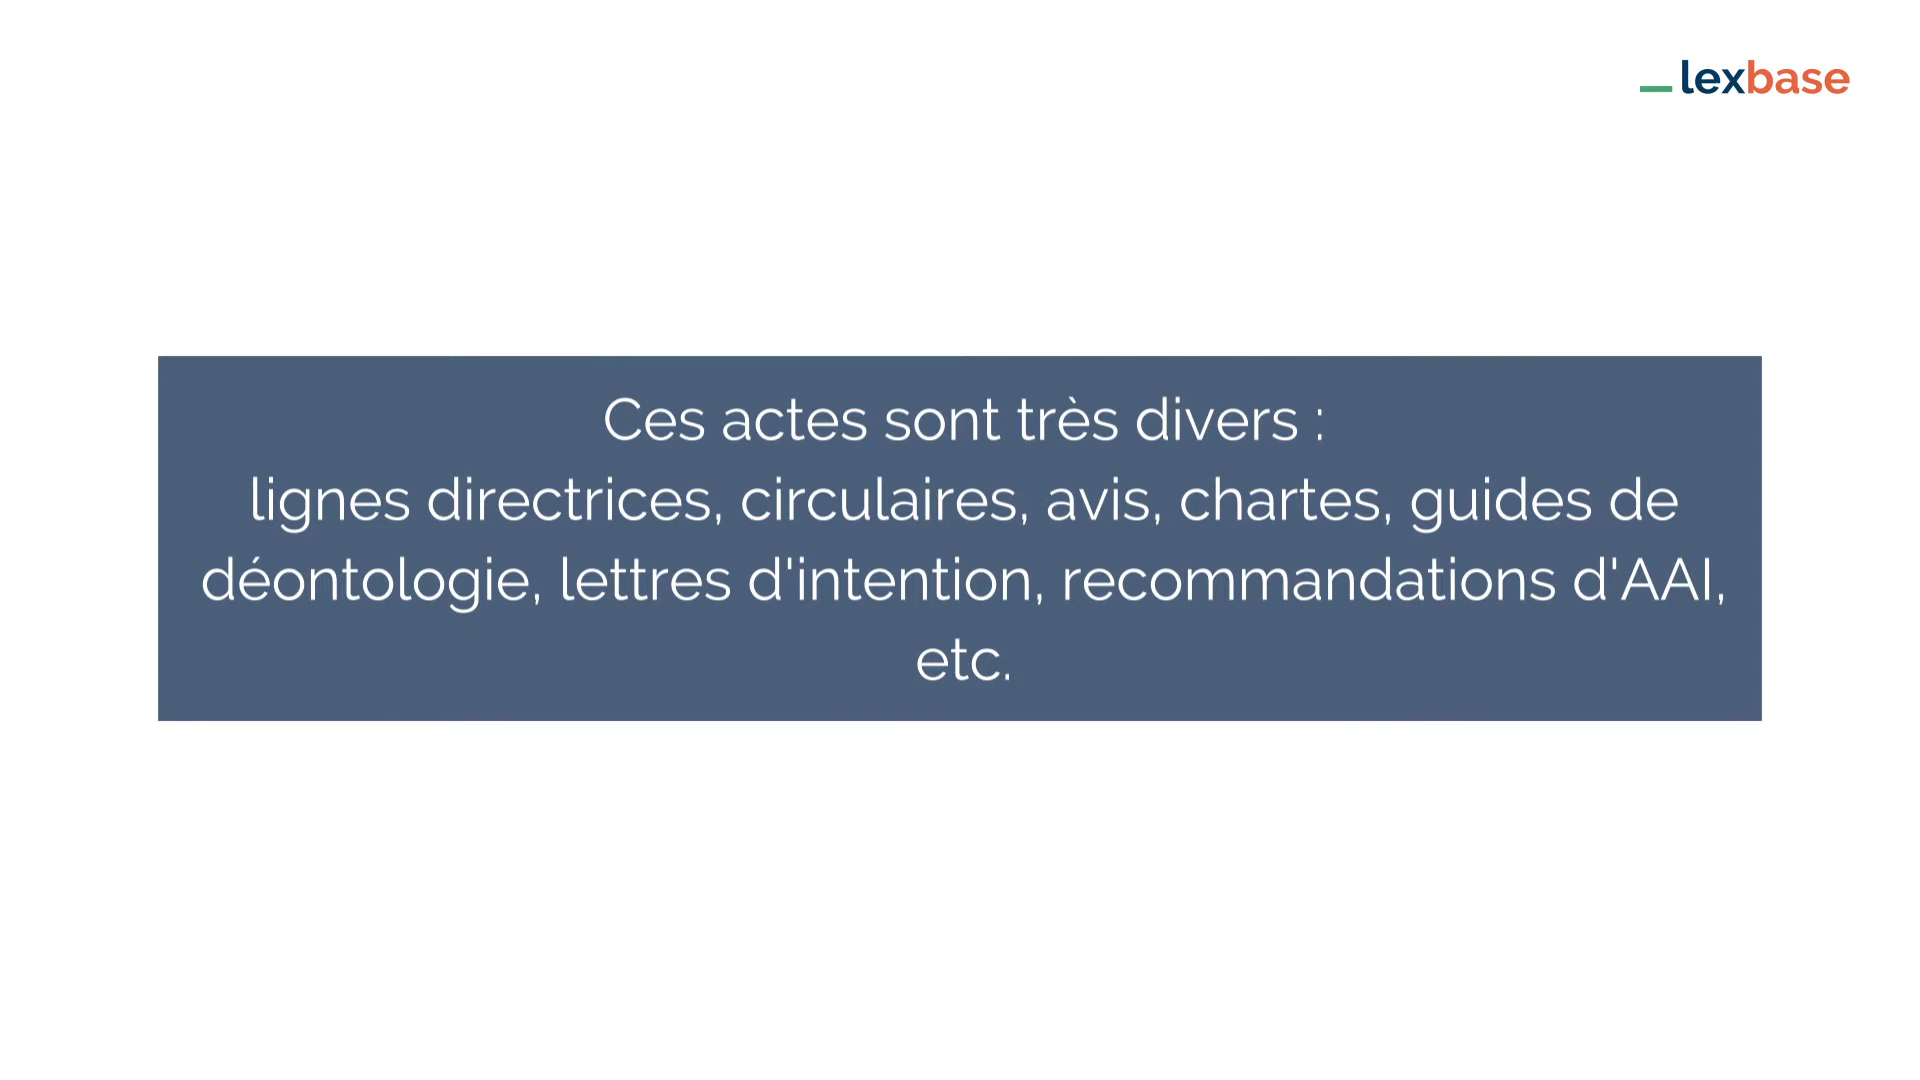 lexbase
Ces actes sont très divers :
lignes directrices, circulaires, avis, chartes, guides de
déontologie, lettres d'intention, recommandations d'AAI,
etc.